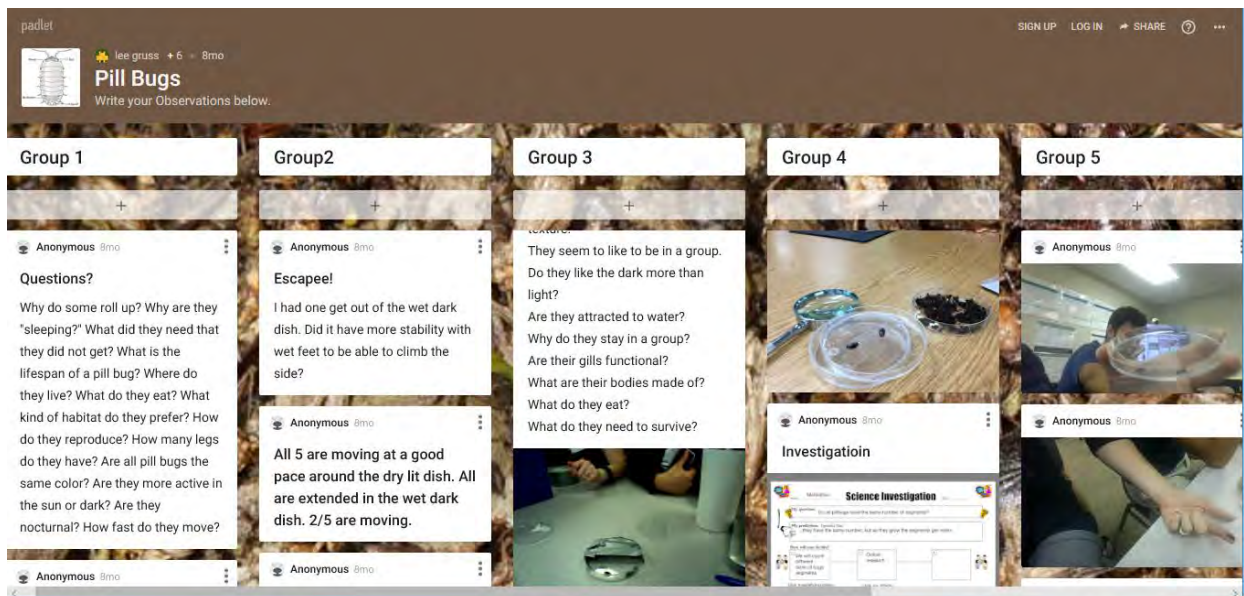 padlet
SIGN UP LOG IN SHARE
lee gruss +6 8mo
Pill Bugs
Write your Observations below.
Group 1
+
Anonymous 8mo
Questions?
Why do some roll up? Why are they
"sleeping?" What did they need that
they did not get? What is the
lifespan of a pill bug? Where do
they live? What do they eat? What
kind of habitat do they prefer? How
do they reproduce? How many legs
do they have? Are all pill bugs the
same color? Are they more active in
the sun or dark? Are they
nocturnal? How fast do they move?
Anonymous 8mo
Group2
+
Anonymous 8mo
Escapee!
I had one get out of the wet dark
dish. Did it have more stability with
wet feet to be able to climb the
side?
Anonymous 8mo
All 5 are moving at a good
pace around the dry lit dish. All
are extended in the wet dark
dish. 2/5 are moving.
Anonymous 8mo
Group 3
+
They seem to like to be in a group.
Do they like the dark more than
light?
Are they attracted to water?
Why do they stay in a group?
Are their gills functional?
What are their bodies made of?
What do they eat?
What do they need to survive?
Group 4
+
Anonymous 8mo
Investigatioin
Science Investigation
Group 5
+
Anonymous 8mo
Anonymous 8mo